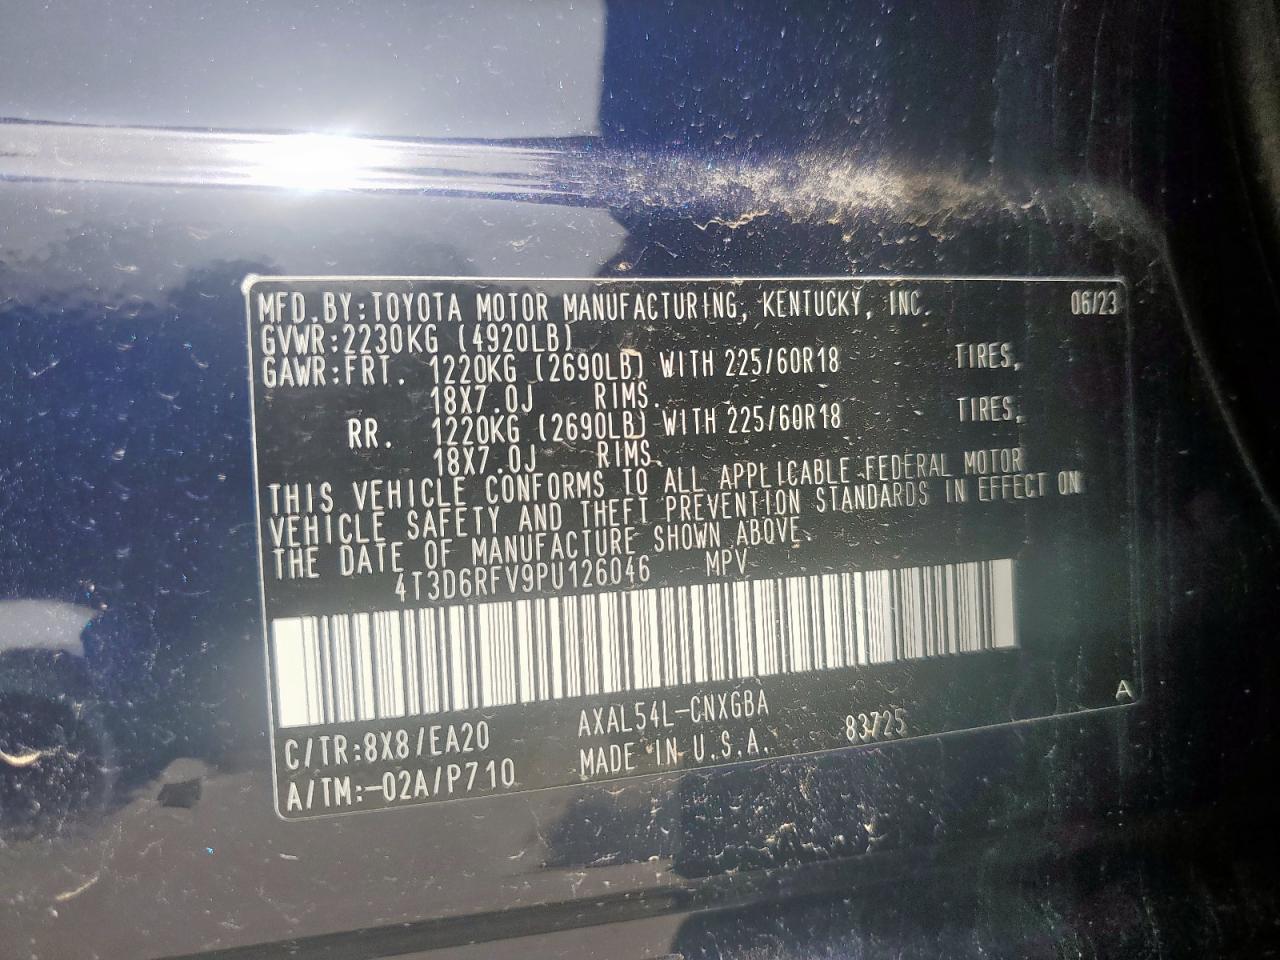 MFD.BY:TOYOTA MOTOR MANUFACTURING, KENTUCKY, INC. 06/23
GVWR:2230KG (4920LB)
GAWR:FRT. 1220KG (2690LB) WITH 225/60R18 TIRES,
18X7.0J RIMS.
RR. 1220KG (2690LB) WITH 225/60R18 TIRES,
18X7.0J RIMS.
THIS VEHICLE CONFORMS TO ALL APPLICABLE FEDERAL MOTOR
VEHICLE SAFETY AND THEFT PREVENTION STANDARDS IN EFFECT ON
THE DATE OF MANUFACTURE SHOWN ABOVE.
4T3D6RFV9PU126046 MPV
A
C/TR:8X8/EA20 AXAL54L-CNXGBA
A/TM:-02A/P710 MADE IN U.S.A. 83725